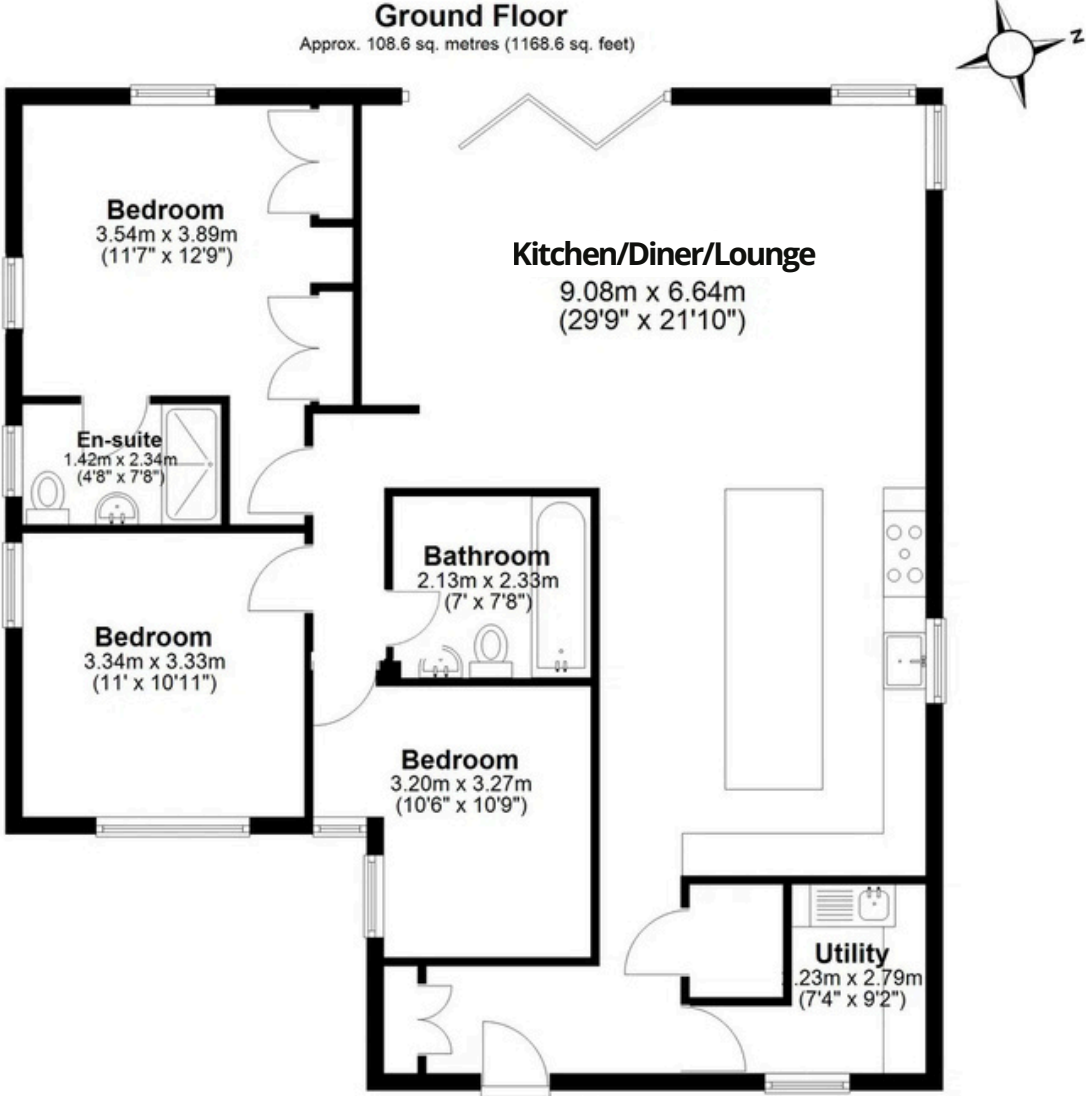 Ground Floor
Approx. 108.6 sq. metres (1168.6 sq. feet)
Z
Bedroom
3.54m x 3.89m
(11'7" x 12'9")
Kitchen/Diner/Lounge
9.08m x 6.64m
(29'9" x 21'10")
En-suite
1.42m x 2.34m
(4'8" x 7'8")
Bathroom
2.13m x 2.33m
(7' x 7'8")
Bedroom
3.34m x 3.33m
(11' x 10'11")
Bedroom
3.20m x 3.27m
(10'6" x 10'9")
Utility
.23m x 2.79m
(7'4" x 9'2")